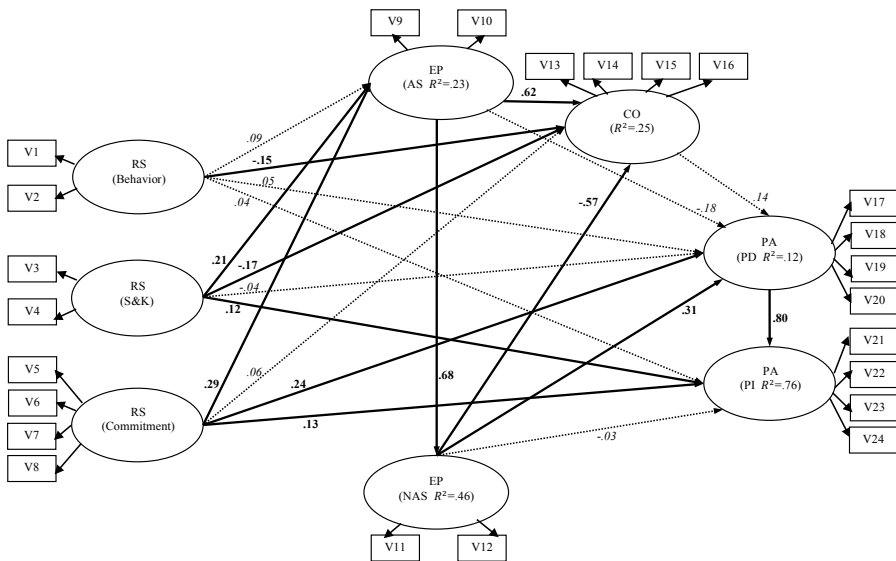 V9
V10
EP
(AS R²=.23)
V13
V14
V15
V16
.62
CO
(R²=.25)
V1
V2
RS
(Behavior)
.09
-.15
.05
.04
-.57
-.18
.14
V17
V18
V19
V20
PA
(PD R²=.12)
V3
V4
RS
(S&K)
.21
-.17
-.04
.12
.31
.80
V5
V6
V7
V8
RS
(Commitment)
.29
.06
.24
.13
.68
-.03
PA
(PI R²=.76)
V21
V22
V23
V24
EP
(NAS R²=.46)
V11
V12